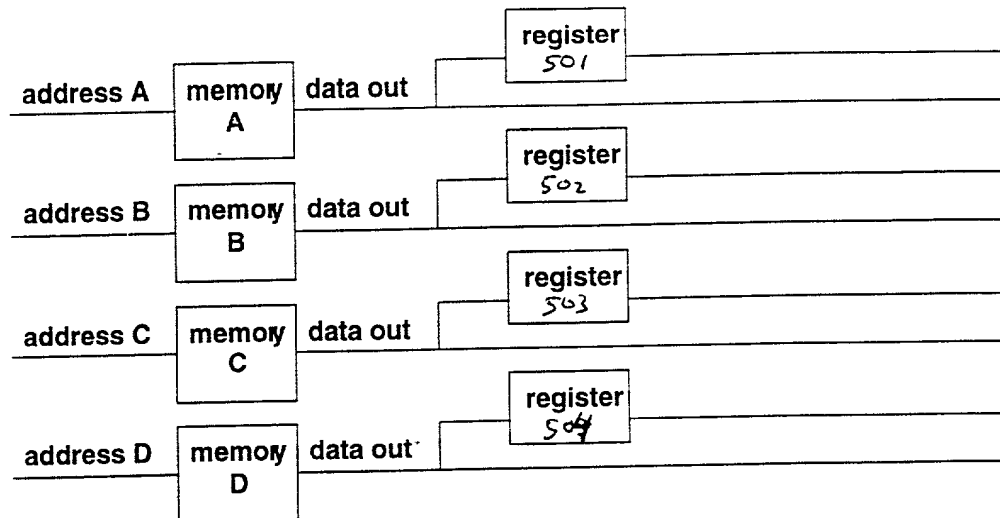 register
501
address A
memory
A
data out
register
502
address B
memory
B
data out
register
503
address C
memory
C
data out
register
504
address D
memory
D
data out